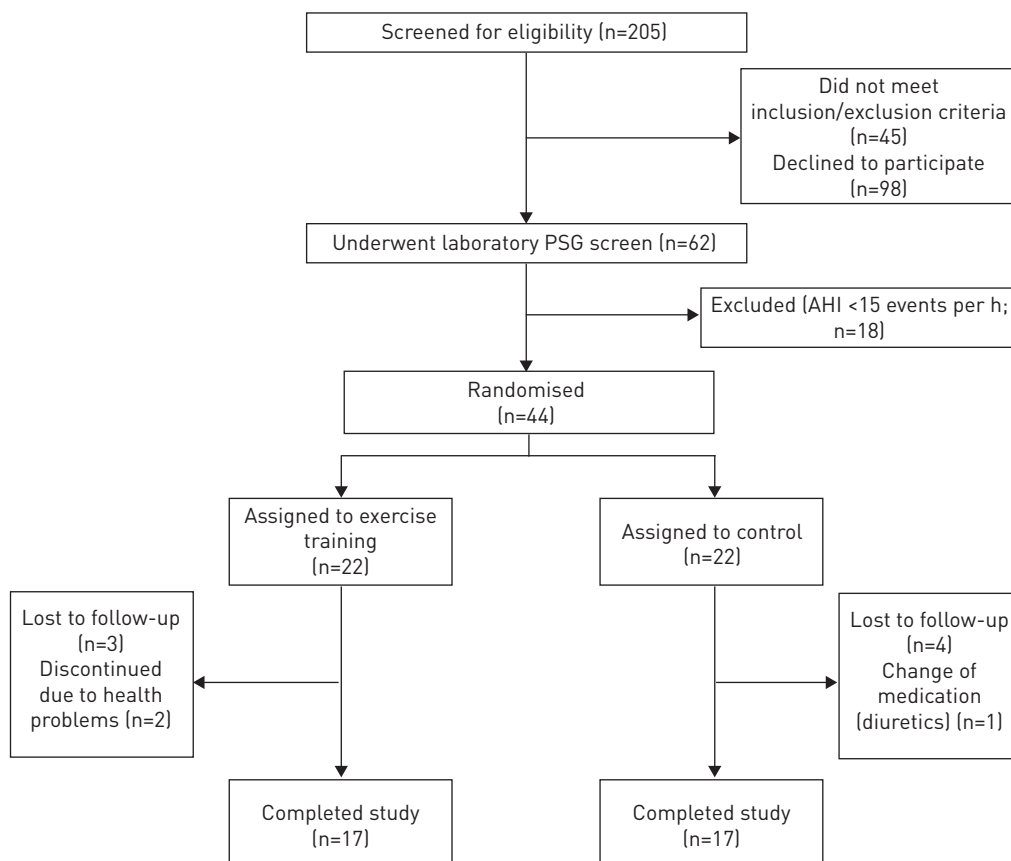 Screened for eligibility (n=205)
Did not meet
inclusion/exclusion criteria
(n=45)
Declined to participate
(n=98)
Underwent laboratory PSG screen (n=62)
Excluded (AHI <15 events per h;
n=18)
Randomised
(n=44)
Assigned to exercise
training
(n=22)
Assigned to control
(n=22)
Lost to follow-up
(n=3)
Discontinued
due to health
problems (n=2)
Lost to follow-up
(n=4)
Change of
medication
(diuretics) (n=1)
Completed study
(n=17)
Completed study
(n=17)